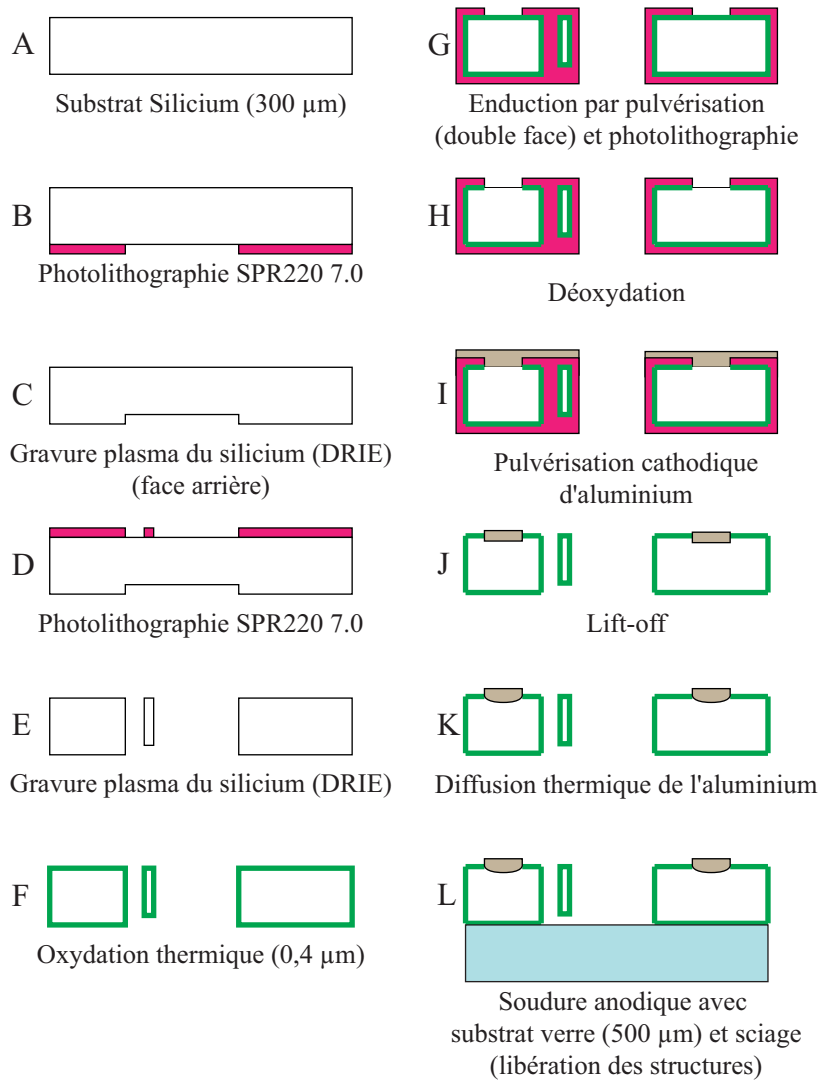 A
Substrat Silicium (300 µm)
B
Photolithographie SPR220 7.0
C
Gravure plasma du silicium (DRIE)
(face arrière)
D
Photolithographie SPR220 7.0
E
Gravure plasma du silicium (DRIE)
F
Oxydation thermique (0,4 µm)
G
Enduction par pulvérisation
(double face) et photolithographie
H
Déoxydation
I
Pulvérisation cathodique
d'aluminium
J
Lift-off
K
Diffusion thermique de l'aluminium
L
Soudure anodique avec
substrat verre (500 µm) et sciage
(libération des structures)